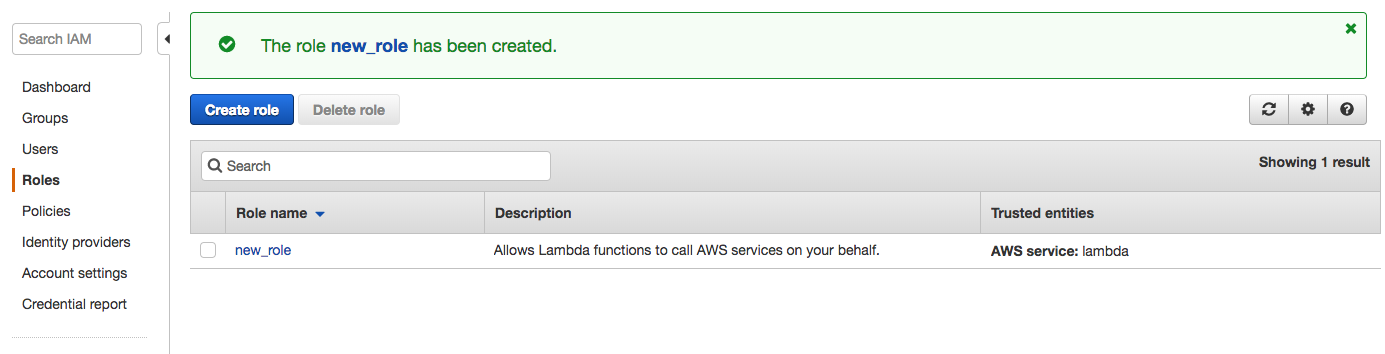 Search IAM
Dashboard
Groups
Users
Roles
Policies
Identity providers
Account settings
Credential report
The role new_role has been created.
Create role Delete role
Search
Showing 1 result
Role name Description Trusted entities
new_role Allows Lambda functions to call AWS services on your behalf. AWS service: lambda